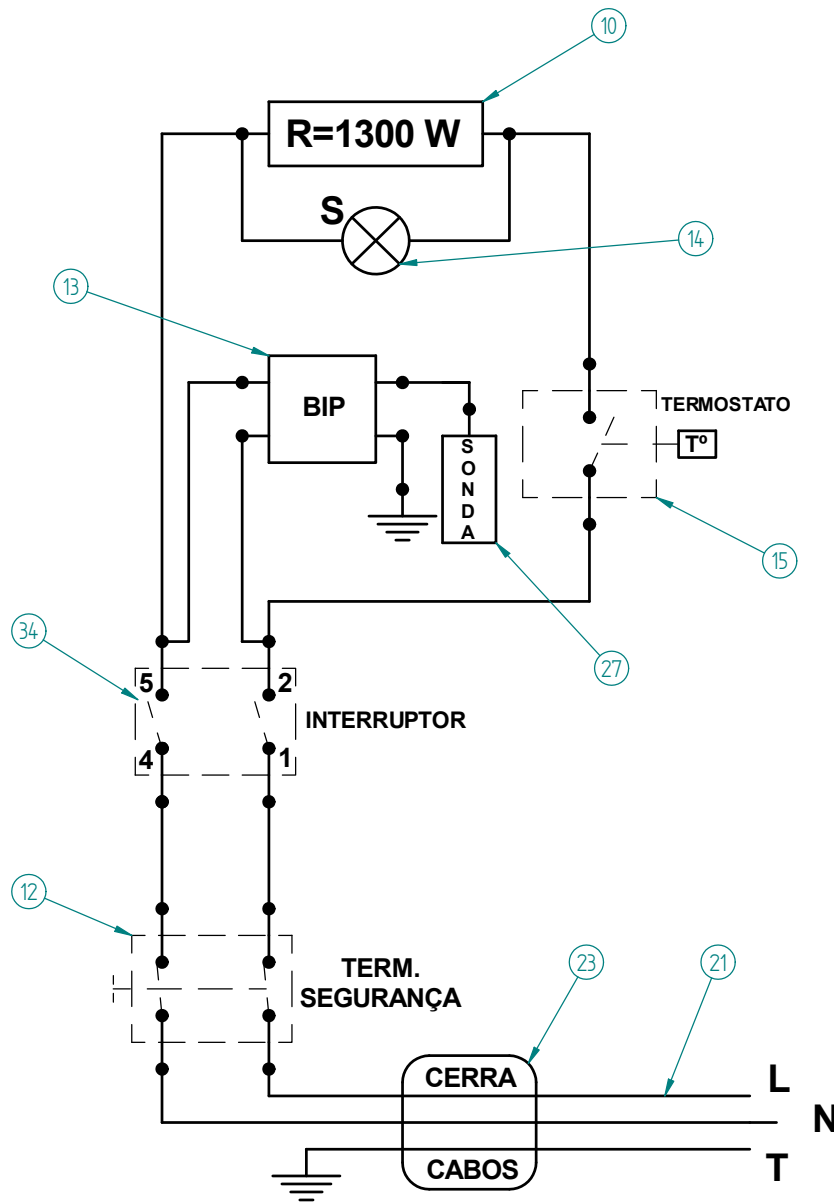 10
R=1300 W
S
14
13
BIP
TERMOSTATO
Tº
SONDA
15
34
27
5
2
INTERRUPTOR
4
1
12
TERM.
SEGURANÇA
23
21
CERRA
L
N
CABOS
T